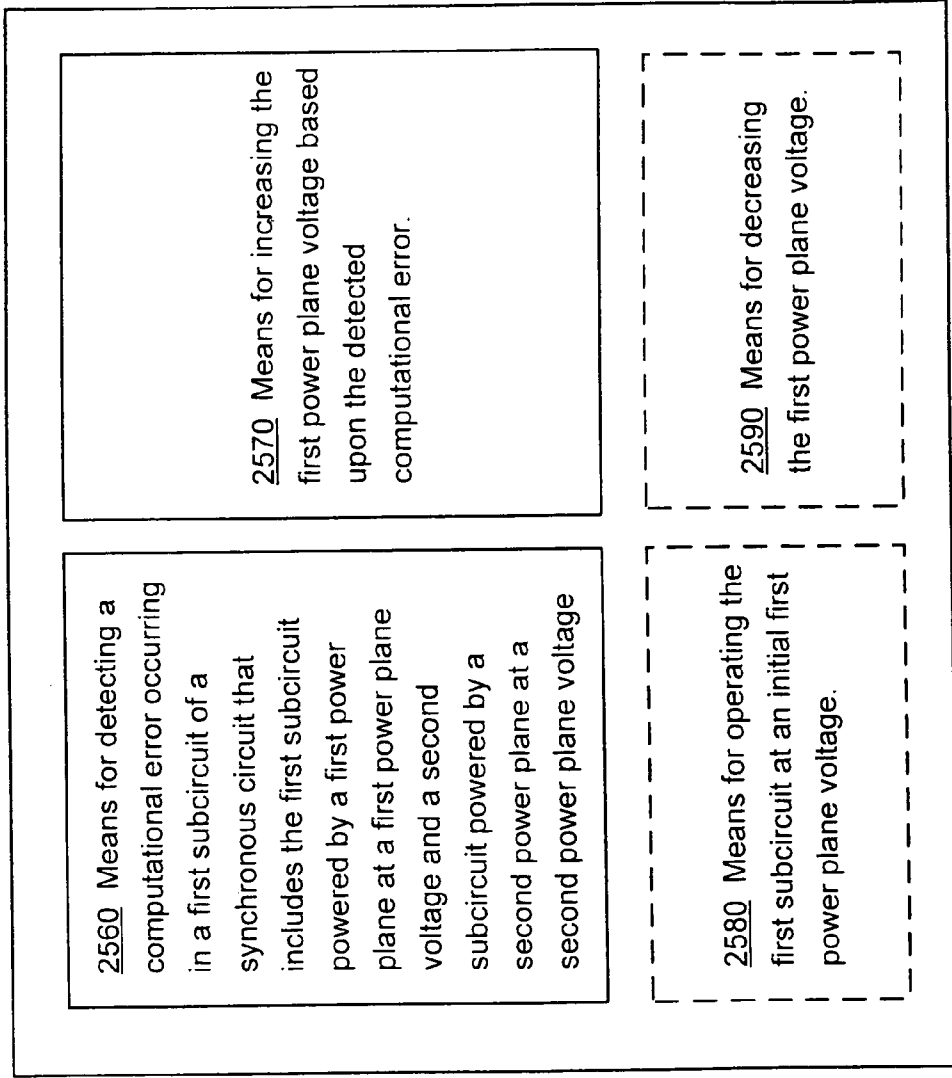 2560 Means for detecting a
computational error occurring
in a first subcircuit of a
synchronous circuit that
includes the first subcircuit
powered by a first power
plane at a first power plane
voltage and a second
subcircuit powered by a
second power plane at a
second power plane voltage
2570 Means for increasing the
first power plane voltage based
upon the detected
computational error.
2580 Means for operating the
first subcircuit at an initial first
power plane voltage.
2590 Means for decreasing
the first power plane voltage.